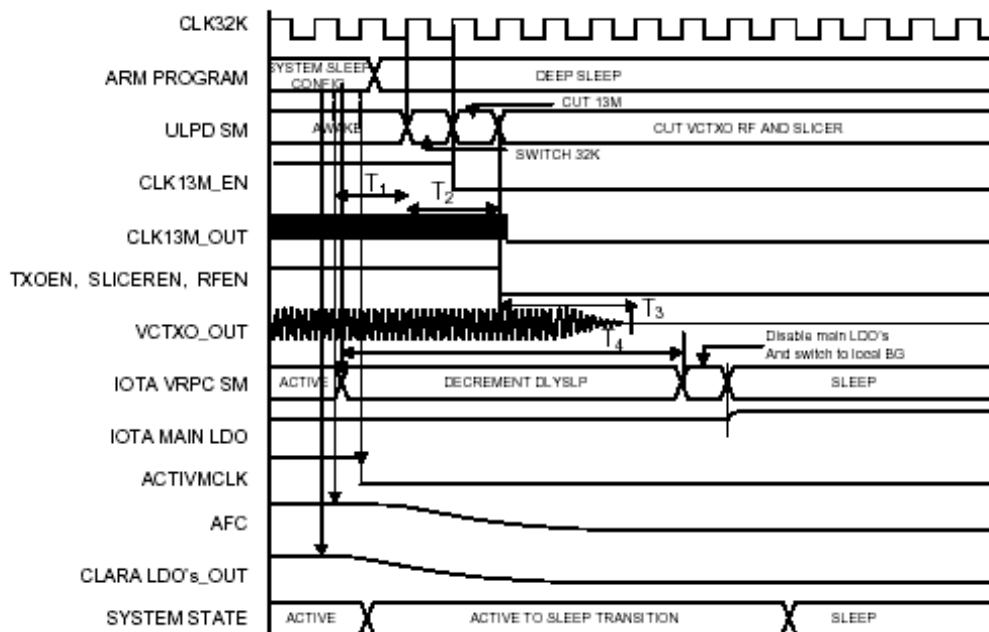 CLK32K
ARM PROGRAM
SYSTEM SLEEP
CONFIG
DEEP SLEEP
CUT 13M
ULPD SM
AWAKE
CUT VCTXO RF AND SLICER
SWITCH 32K
CLK13M_EN
T1
T2
CLK13M_OUT
TXOEN, SLICEREN, RFEN
T3
VCTXO_OUT
T4
Disable main LDO's
And switch to local BG
IOTA VRPC SM
ACTIVE
DECREMENT DLYSLP
SLEEP
IOTA MAIN LDO
ACTIVMCLK
AFC
CLARA LDO's_OUT
SYSTEM STATE
ACTIVE
ACTIVE TO SLEEP TRANSITION
SLEEP